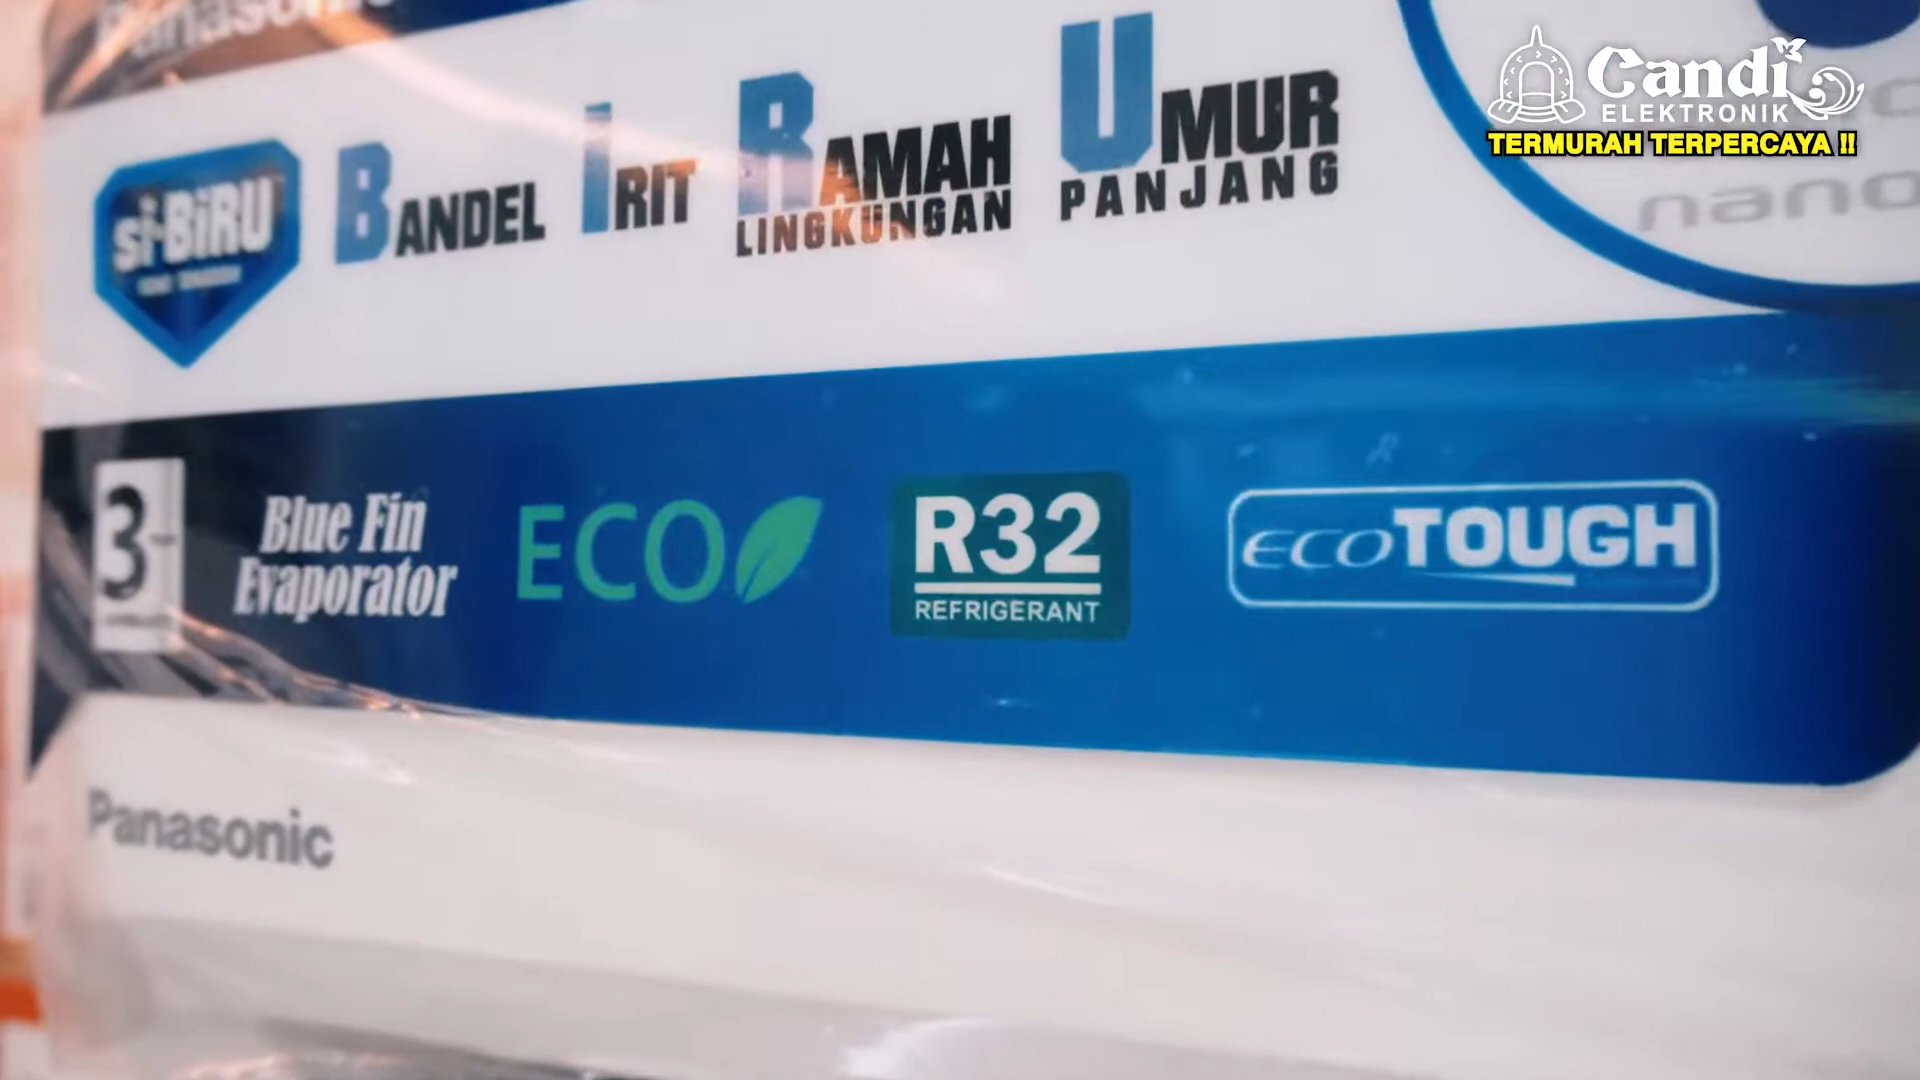 Panasonic
Candi
ELEKTRONIK
TERMURAH TERPERCAYA !!
nano
si-BiRU
BANDEL IRIT RAMAH LINGKUNGAN UMUR PANJANG
3
Blue Fin
Evaporator
ECO
R32
REFRIGERANT
ECOTOUGH
Panasonic